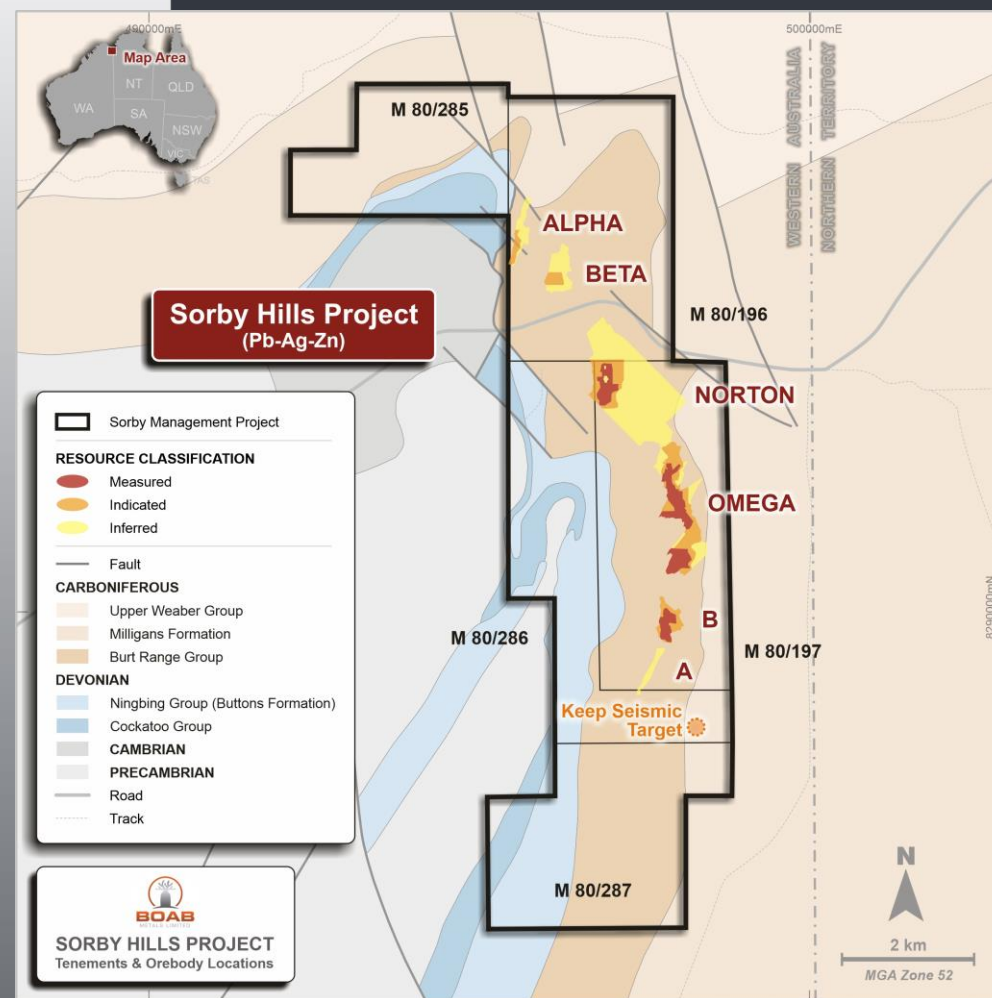 490000mE
500000mE
Map Area
NT
QLD
WA
SA
NSW
VIC
TAS
M 80/285
WESTERN AUSTRALIA
NORTHERN TERRITORY
ALPHA
BETA
Sorby Hills Project
(Pb-Ag-Zn)
M 80/196
NORTON
Sorby Management Project
RESOURCE CLASSIFICATION
Measured
Indicated
Inferred
Fault
CARBONIFEROUS
Upper Weaber Group
Milligans Formation
Burt Range Group
DEVONIAN
Ningbing Group (Buttons Formation)
Cockatoo Group
CAMBRIAN
PRECAMBRIAN
Road
Track
OMEGA
8290000mN
B
M 80/286
M 80/197
A
Keep Seismic
Target
M 80/287
BOAB
METALS LIMITED
SORBY HILLS PROJECT
Tenements & Orebody Locations
N
2 km
MGA Zone 52